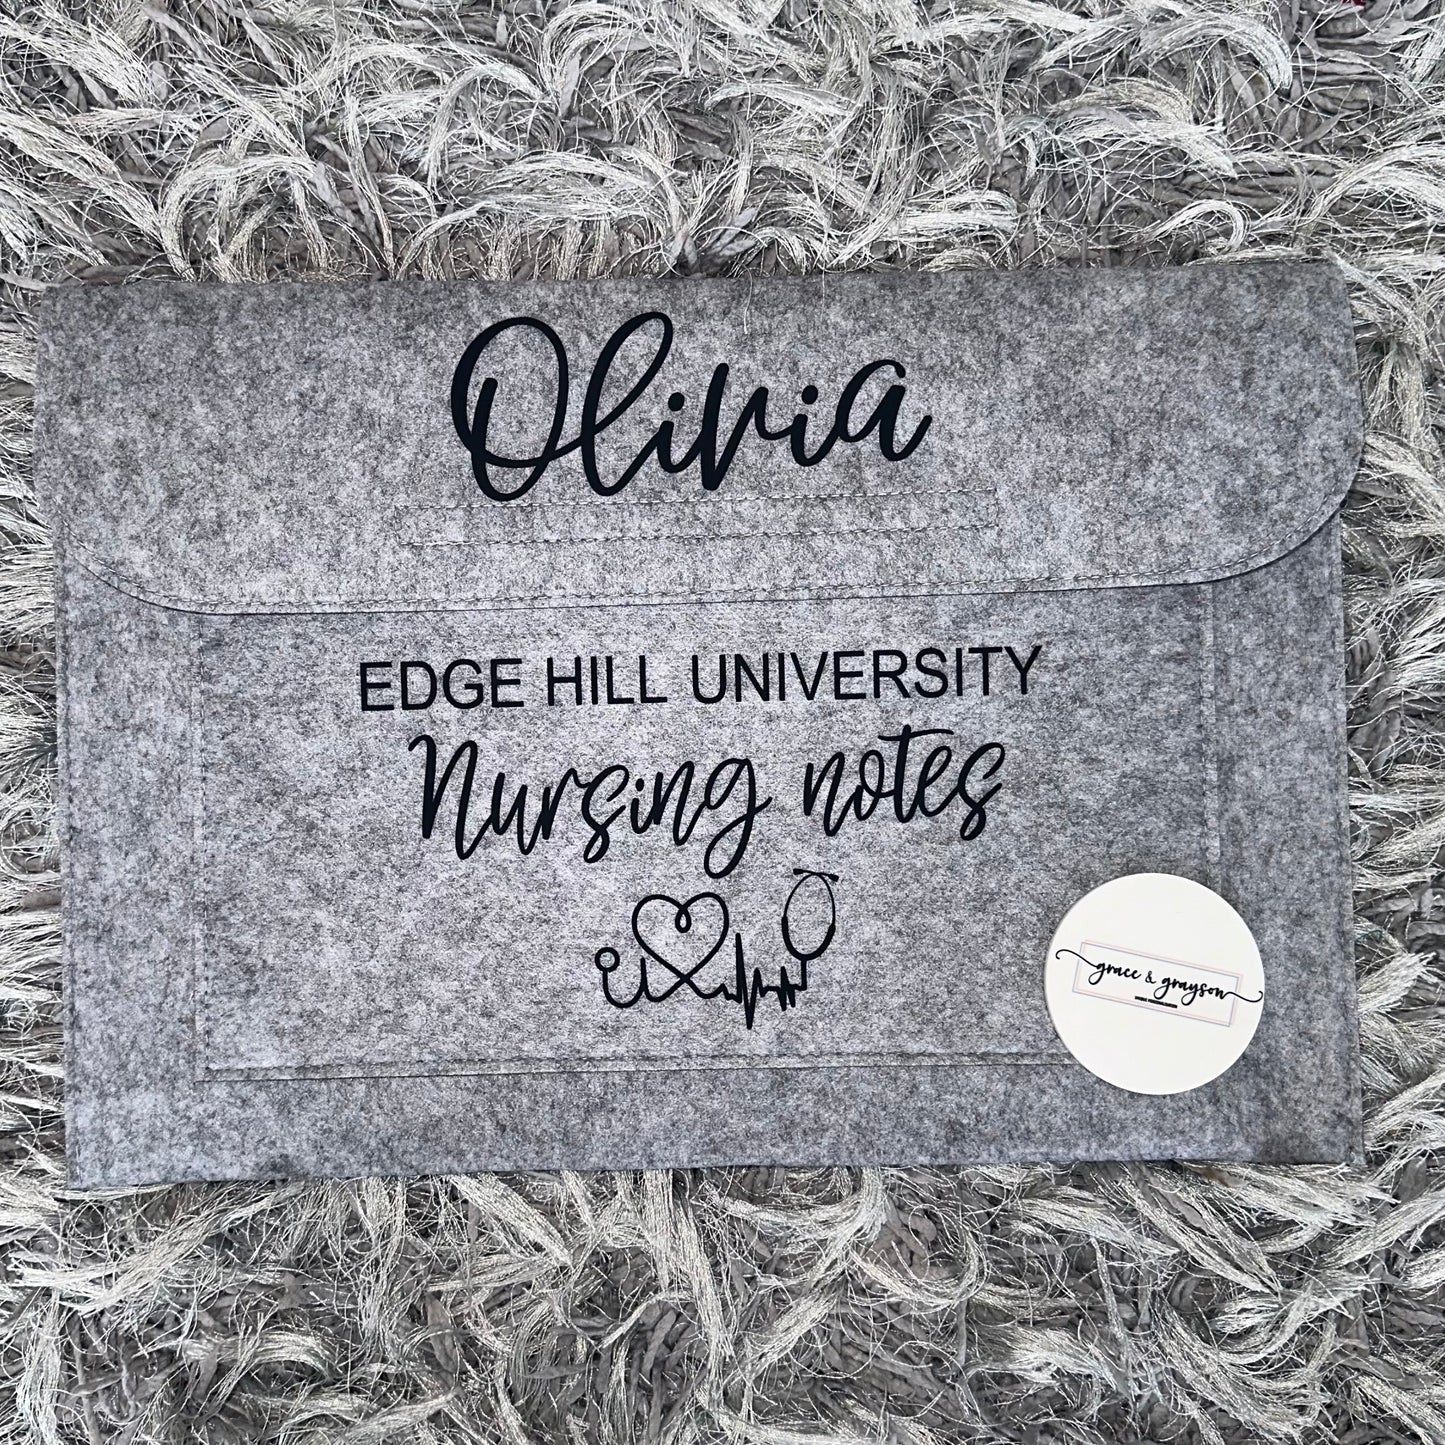 Olivia
EDGE HILL UNIVERSITY
Nursing notes
grace & grayson